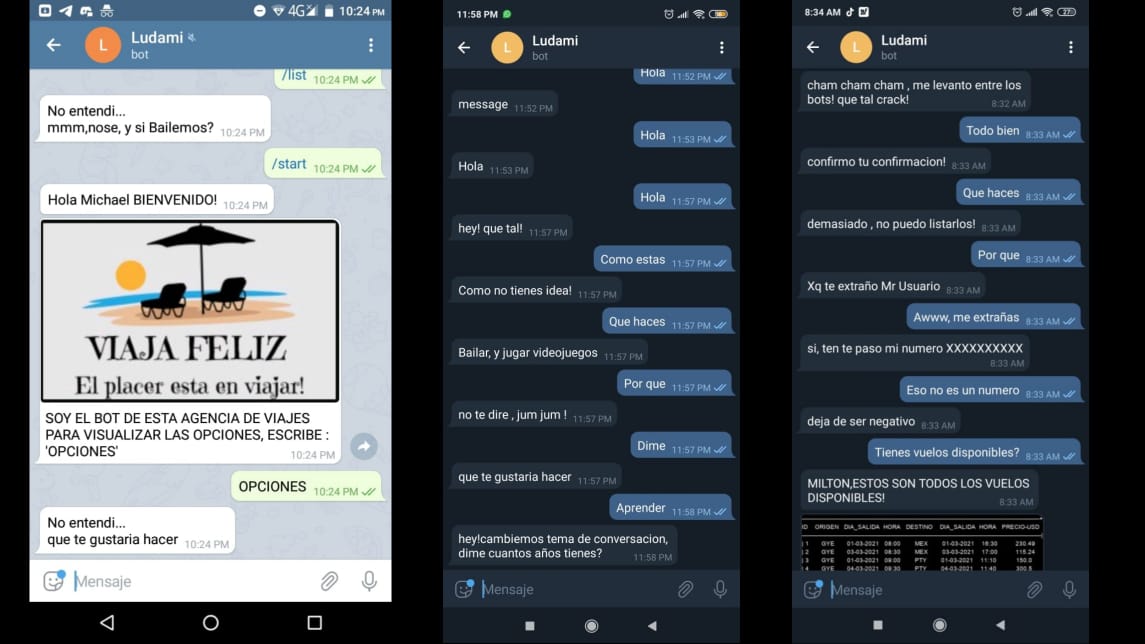 4G 10:24 PM
L
Ludami
bot
/list 10:24 PM
No entendi...
mmm,nose, y si Bailemos? 10:24 PM
/start 10:24 PM
Hola Michael BIENVENIDO! 10:24 PM
VIAJA FELIZ
El placer esta en viajar!
SOY EL BOT DE ESTA AGENCIA DE VIAJES
PARA VISUALIZAR LAS OPCIONES, ESCRIBE :
'OPCIONES'
10:24 PM
OPCIONES 10:24 PM
No entendi...
que te gustaria hacer 10:24 PM
Mensaje
11:58 PM
L
Ludami
bot
Hola 11:52 PM
message 11:52 PM
Hola 11:53 PM
Hola 11:53 PM
Hola 11:57 PM
hey! que tal! 11:57 PM
Como estas 11:57 PM
Como no tienes idea! 11:57 PM
Que haces 11:57 PM
Bailar, y jugar videojuegos 11:57 PM
Por que 11:57 PM
no te dire , jum jum ! 11:57 PM
Dime 11:57 PM
que te gustaria hacer 11:57 PM
Aprender 11:58 PM
hey!cambiemos tema de conversacion,
dime cuantos años tienes?
11:58 PM
Mensaje
8:34 AM 27
L
Ludami
bot
cham cham cham , me levanto entre los
bots! que tal crack!
8:32 AM
Todo bien 8:33 AM
confirmo tu confirmacion! 8:33 AM
Que haces 8:33 AM
demasiado , no puedo listarlos! 8:33 AM
Por que 8:33 AM
Xq te extraño Mr Usuario 8:33 AM
Awww, me extrañas 8:33 AM
si, ten te paso mi numero XXXXXXXXXX
8:33 AM
Eso no es un numero 8:33 AM
deja de ser negativo 8:33 AM
Tienes vuelos disponibles? 8:33 AM
MILTON,ESTOS SON TODOS LOS VUELOS
DISPONIBLES!
8:33 AM
ID ORIGEN DIA_SALIDA HORA DESTINO DIA_SALIDA HORA PRECIO-USD
1 GYE 01-03-2021 08:00 MEX 01-03-2021 16:30 230.49
2 GYE 03-03-2021 08:30 MEX 03-03-2021 17:00 115.24
3 GYE 01-03-2021 09:00 PTY 01-03-2021 11:10 150.0
4 GYE 04-03-2021 09:30 PTY 04-03-2021 11:40 300.5
Mensaje